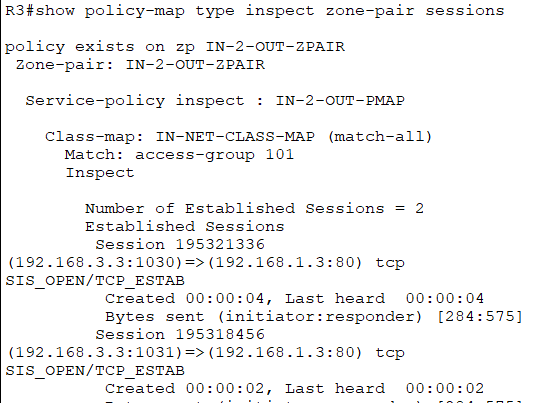 R3#show policy-map type inspect zone-pair sessions
policy exists on zp IN-2-OUT-ZPAIR
Zone-pair: IN-2-OUT-ZPAIR
Service-policy inspect : IN-2-OUT-PMAP
Class-map: IN-NET-CLASS-MAP (match-all)
Match: access-group 101
Inspect
Number of Established Sessions = 2
Established Sessions
Session 195321336
(192.168.3.3:1030)=>(192.168.1.3:80) tcp
SIS_OPEN/TCP_ESTAB
Created 00:00:04, Last heard 00:00:04
Bytes sent (initiator:responder) [284:575]
Session 195318456
(192.168.3.3:1031)=>(192.168.1.3:80) tcp
SIS_OPEN/TCP_ESTAB
Created 00:00:02, Last heard 00:00:02